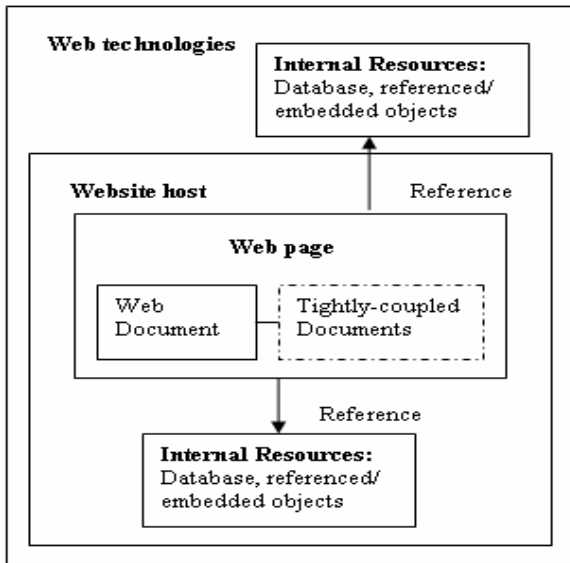 Web technologies
Internal Resources:
Database, referenced/
embedded objects
Website host
Reference
Web page
Web
Document
Tightly-coupled
Documents
Reference
Internal Resources:
Database, referenced/
embedded objects